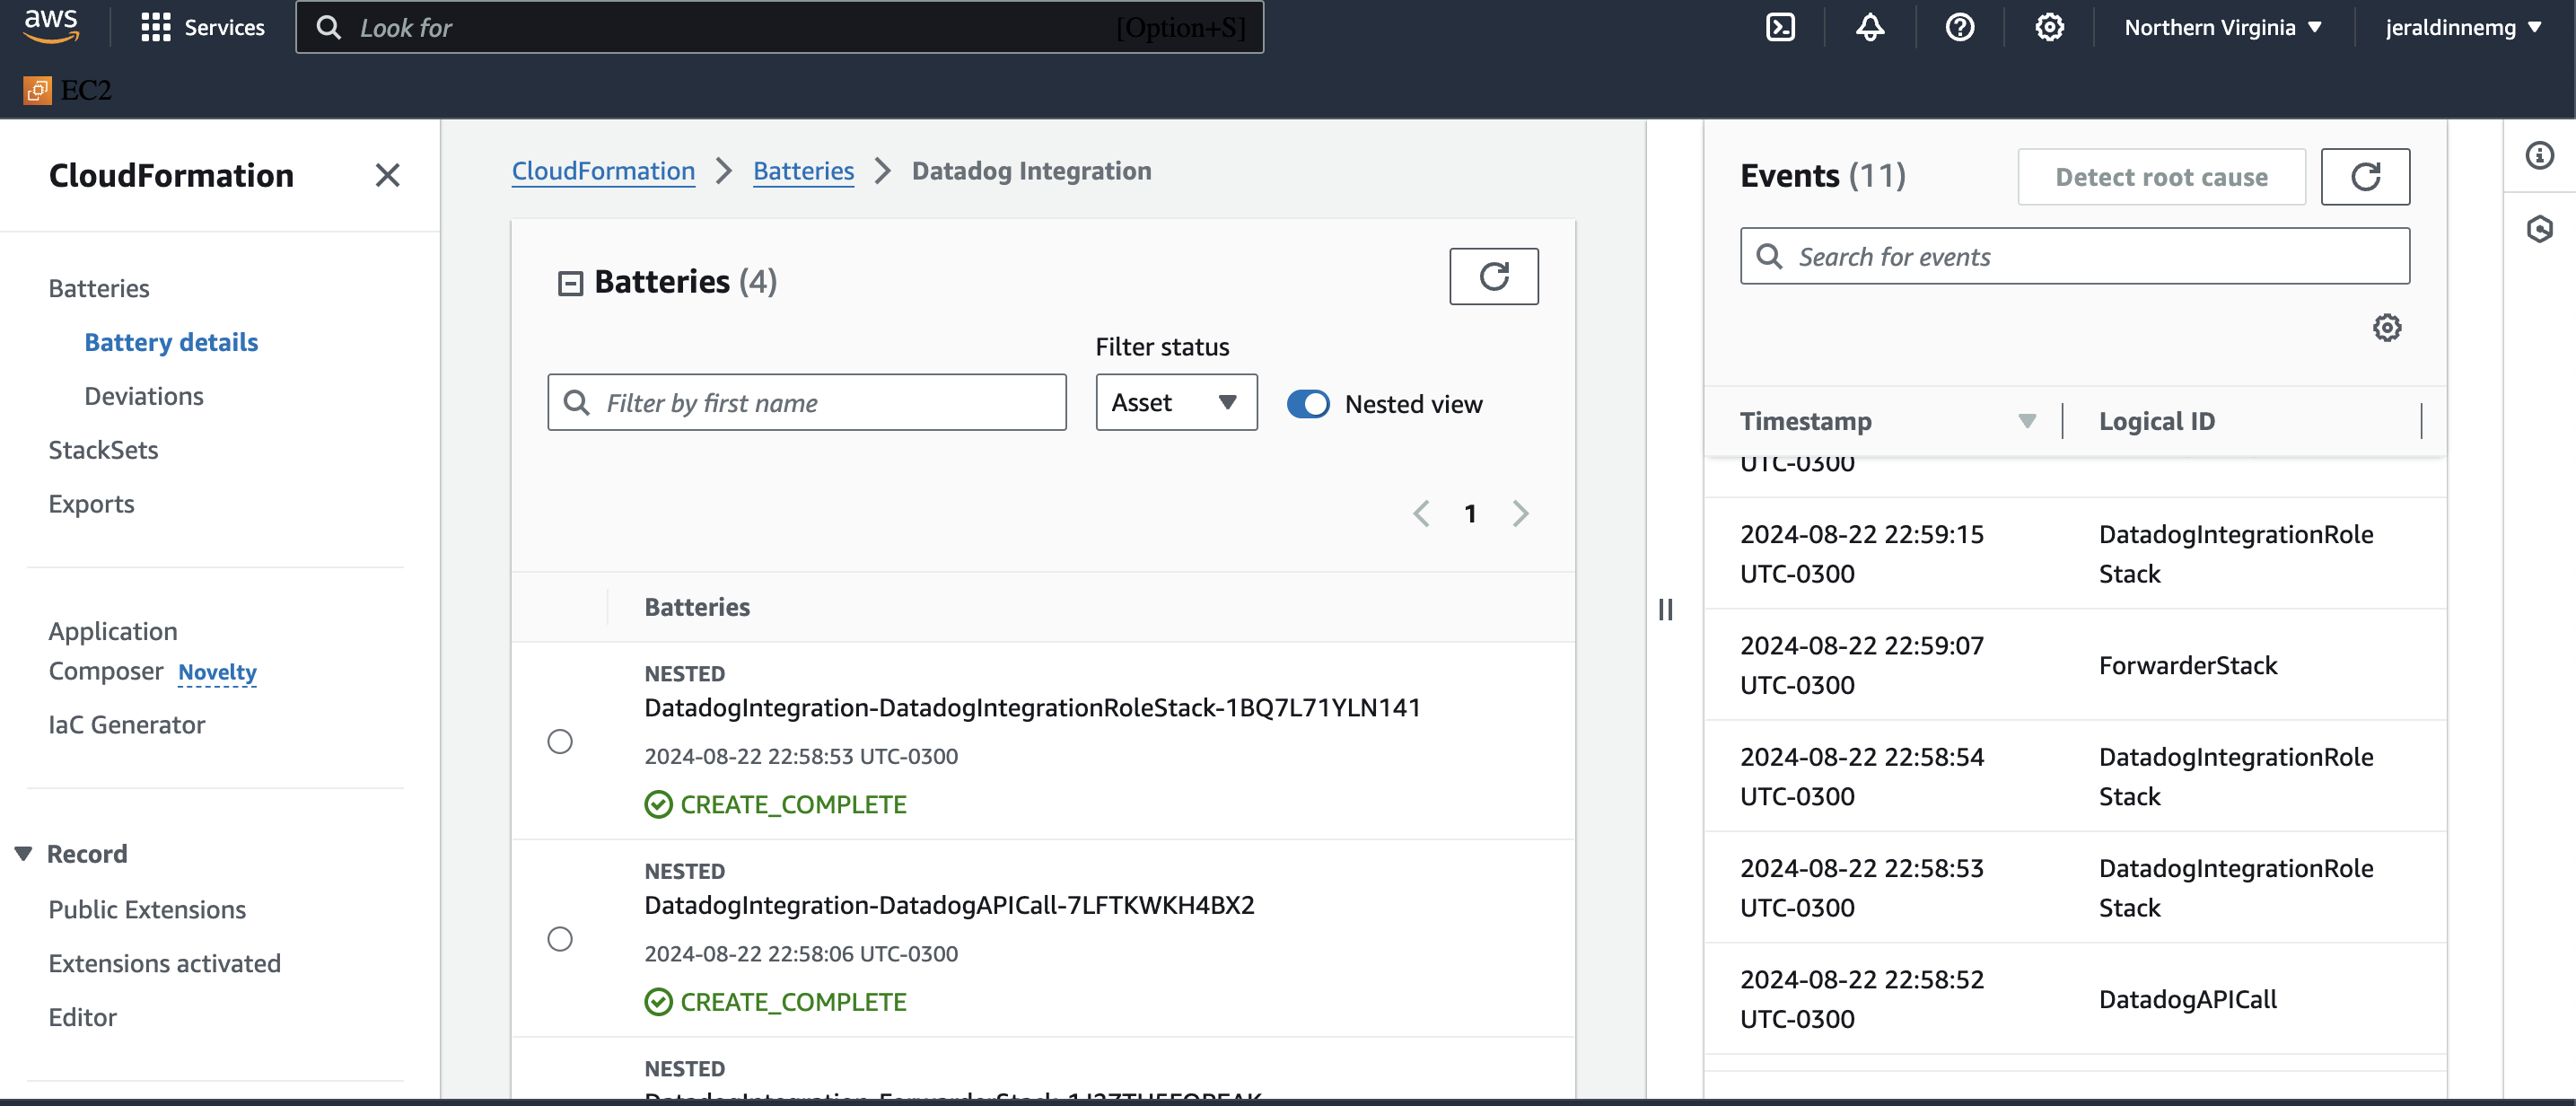 aws
Services
Look for
[Option+S]
Northern Virginia
jeraldinnemg
EC2
CloudFormation
Batteries
Battery details
Deviations
StackSets
Exports
Application
Composer Novelty
IaC Generator
Record
Public Extensions
Extensions activated
Editor
CloudFormation Batteries Datadog Integration
Batteries (4)
Filter status
Filter by first name
Asset
Nested view
1
Batteries
NESTED
DatadogIntegration-DatadogIntegrationRoleStack-1BQ7L71YLN141
2024-08-22 22:58:53 UTC-0300
CREATE_COMPLETE
NESTED
DatadogIntegration-DatadogAPICall-7LFTKWKH4BX2
2024-08-22 22:58:06 UTC-0300
CREATE_COMPLETE
NESTED
Events (11)
Detect root cause
Search for events
Timestamp
Logical ID
UTC-0300
2024-08-22 22:59:15
UTC-0300
DatadogIntegrationRole
Stack
2024-08-22 22:59:07
UTC-0300
ForwarderStack
2024-08-22 22:58:54
UTC-0300
DatadogIntegrationRole
Stack
2024-08-22 22:58:53
UTC-0300
DatadogIntegrationRole
Stack
2024-08-22 22:58:52
UTC-0300
DatadogAPICall